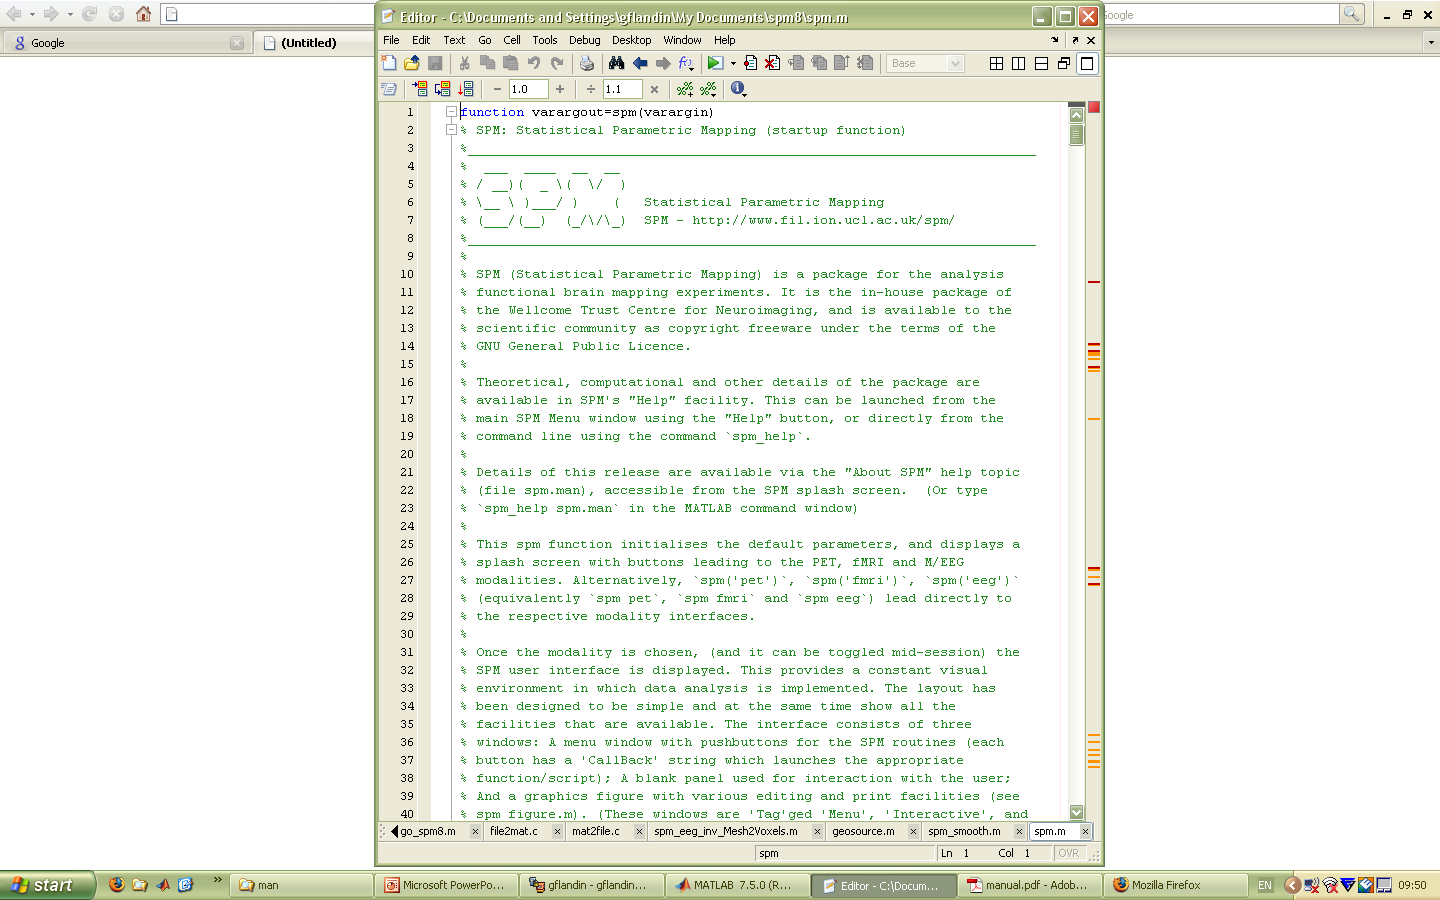 Editor - C:\Documents and Settings\gflandin\My Documents\spm8\spm.m
Google
Google
(Untitled)
File Edit Text Go Cell Tools Debug Desktop Window Help
Base
1.0
1.1
1 function varargout=spm(varargin)
2 % SPM: Statistical Parametric Mapping (startup function)
3 %_______________________________________________________________________
4 %  ___  ____  __  __
5 % / __)(  _ \(  \/  )
6 % \__ \ )___/ )    (   Statistical Parametric Mapping
7 % (___/(__)  (_/\/\_)  SPM - http://www.fil.ion.ucl.ac.uk/spm/
8 %_______________________________________________________________________
9 %
10 % SPM (Statistical Parametric Mapping) is a package for the analysis
11 % functional brain mapping experiments. It is the in-house package of
12 % the Wellcome Trust Centre for Neuroimaging, and is available to the
13 % scientific community as copyright freeware under the terms of the
14 % GNU General Public Licence.
15 %
16 % Theoretical, computational and other details of the package are
17 % available in SPM's "Help" facility. This can be launched from the
18 % main SPM Menu window using the "Help" button, or directly from the
19 % command line using the command `spm_help`.
20 %
21 % Details of this release are available via the "About SPM" help topic
22 % (file spm.man), accessible from the SPM splash screen.  (Or type
23 % `spm_help spm.man` in the MATLAB command window)
24 %
25 % This spm function initialises the default parameters, and displays a
26 % splash screen with buttons leading to the PET, fMRI and M/EEG
27 % modalities. Alternatively, `spm('pet')`, `spm('fmri')`, `spm('eeg')`
28 % (equivalently `spm pet`, `spm fmri` and `spm eeg`) lead directly to
29 % the respective modality interfaces.
30 %
31 % Once the modality is chosen, (and it can be toggled mid-session) the
32 % SPM user interface is displayed. This provides a constant visual
33 % environment in which data analysis is implemented. The layout has
34 % been designed to be simple and at the same time show all the
35 % facilities that are available. The interface consists of three
36 % windows: A menu window with pushbuttons for the SPM routines (each
37 % button has a 'CallBack' string which launches the appropriate
38 % function/script); A blank panel used for interaction with the user;
39 % And a graphics figure with various editing and print facilities (see
40 % spm_figure.m). (These windows are 'Tag'ged 'Menu', 'Interactive', and
go_spm8.m file2mat.c mat2file.c spm_eeg_inv_Mesh2Voxels.m geosource.m spm_smooth.m spm.m
spm Ln 1 Col 1 OVR
start man Microsoft PowerPo... gflandin - gflandin... MATLAB 7.5.0 (R... Editor - C:\Docum... manual.pdf - Adob... Mozilla Firefox EN 09:50